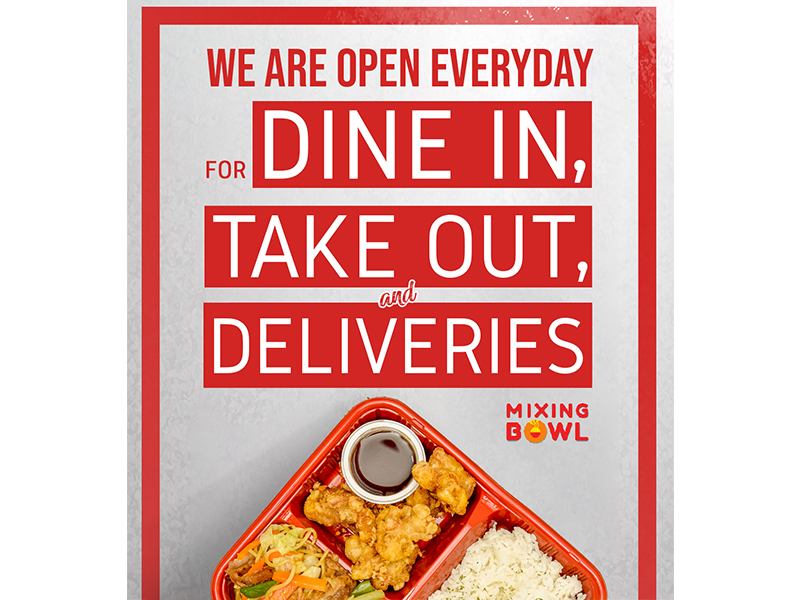 WE ARE OPEN EVERYDAY
FOR DINE IN,
TAKE OUT,
and
DELIVERIES
MIXING
BOWL